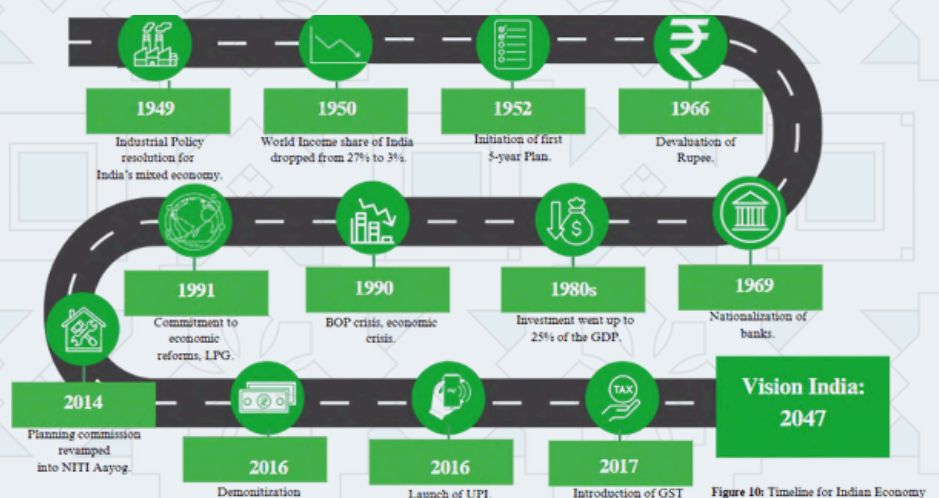 1949
Industrial Policy
resolution for
India's mixed economy.
1950
World Income share of India
dropped from 27% to 3%.
1952
Initiation of first
5-year Plan.
₹
1966
Devaluation of
Rupee.
1969
Nationalization of
banks.
$
1980s
Investment went up to
25% of the GDP.
1990
BOP crisis, economic
crisis.
1991
Commitment to
economic
reforms, LPG.
2014
Planning commission
revamped
into NITI Aayog.
2016
Demonitization
2016
Launch of UPI.
TAX
2017
Introduction of GST
Vision India:
2047
Figure 10: Timeline for Indian Economy